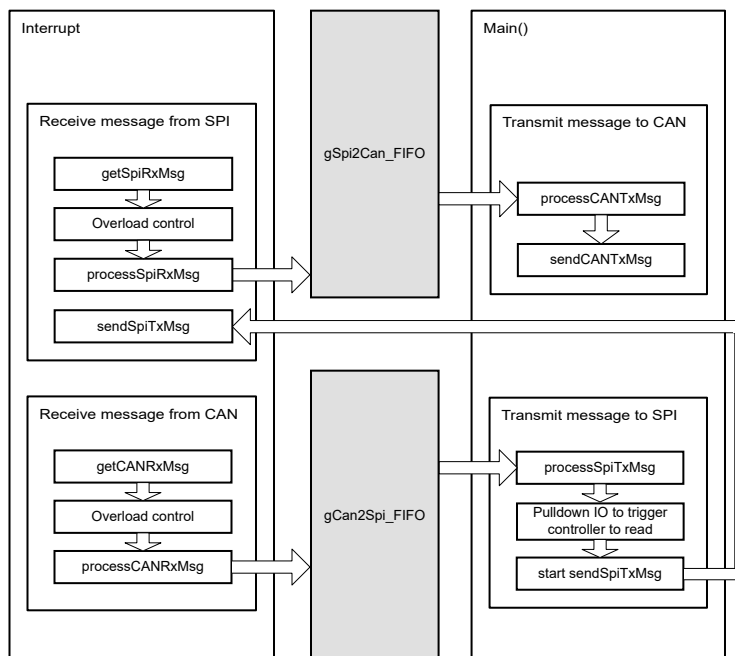 Interrupt
Receive message from SPI
getSpiRxMsg
Overload control
processSpiRxMsg
sendSpiTxMsg
Receive message from CAN
getCANRxMsg
Overload control
processCANRxMsg
gSpi2Can_FIFO
gCan2Spi_FIFO
Main()
Transmit message to CAN
processCANTxMsg
sendCANTxMsg
Transmit message to SPI
processSpiTxMsg
Pulldown IO to trigger
controller to read
start sendSpiTxMsg